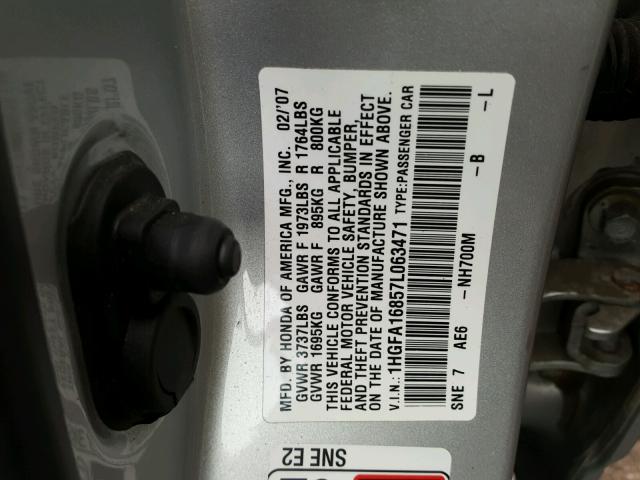 MFD. BY HONDA OF AMERICA MFG., INC. 02/'07
GVWR 3737LBS GAWR F 1973LBS R 1764LBS
GVWR 1695KG GAWR F 895KG R 800KG
THIS VEHICLE CONFORMS TO ALL APPLICABLE
FEDERAL MOTOR VEHICLE SAFETY, BUMPER,
AND THEFT PREVENTION STANDARDS IN EFFECT
ON THE DATE OF MANUFACTURE SHOWN ABOVE.
V.I.N.: 1HGFA16857L063471 TYPE:PASSENGER CAR
SNE 7 AE6 -NH700M -B -L
SNE E2